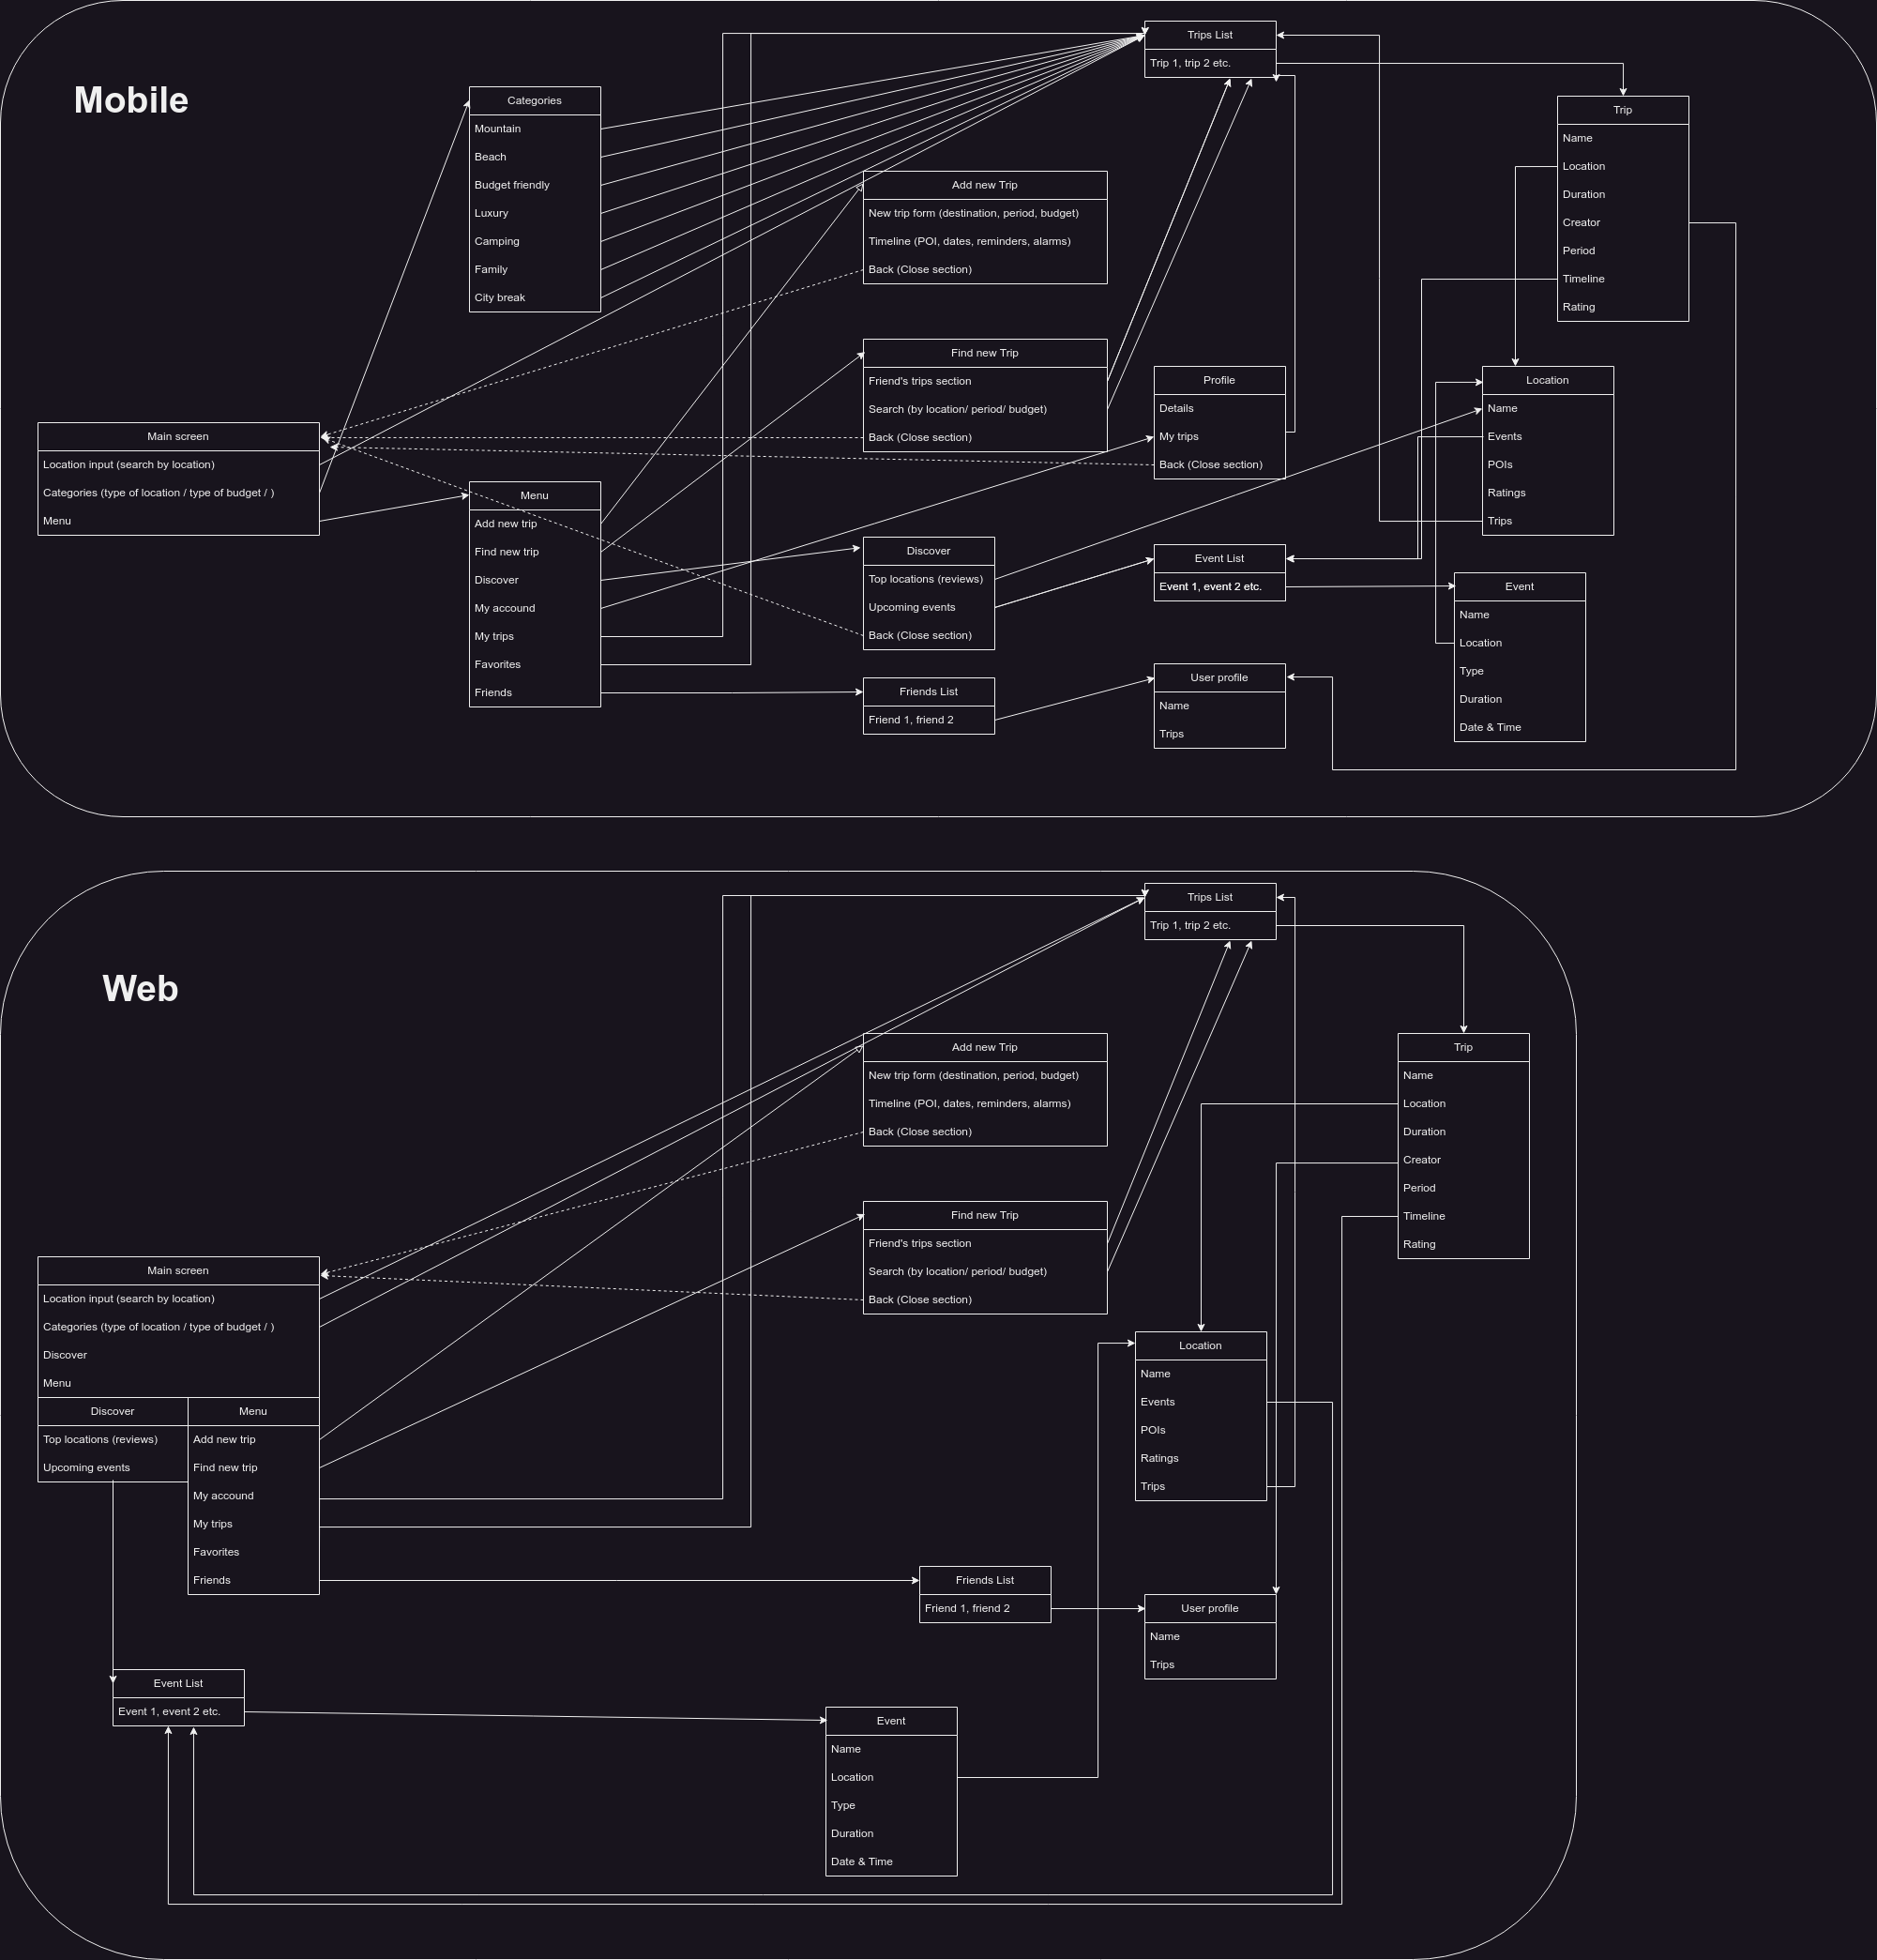 Mobile
Categories
Mountain
Beach
Budget friendly
Luxury
Camping
Family
City break
Trips List
Trip 1, trip 2 etc.
Trip
Name
Location
Duration
Creator
Period
Timeline
Rating
Add new Trip
New trip form (destination, period, budget)
Timeline (POI, dates, reminders, alarms)
Back (Close section)
Find new Trip
Friend's trips section
Search (by location/ period/ budget)
Back (Close section)
Profile
Details
My trips
Back (Close section)
Location
Name
Events
POIs
Ratings
Trips
Main screen
Location input (search by location)
Categories (type of location / type of budget / )
Menu
Menu
Add new trip
Find new trip
Discover
My accound
My trips
Favorites
Friends
Discover
Top locations (reviews)
Upcoming events
Back (Close section)
Event List
Event 1, event 2 etc.
Event
Name
Location
Type
Duration
Date & Time
Friends List
Friend 1, friend 2
User profile
Name
Trips
Web
Trips List
Trip 1, trip 2 etc.
Trip
Name
Location
Duration
Creator
Period
Timeline
Rating
Add new Trip
New trip form (destination, period, budget)
Timeline (POI, dates, reminders, alarms)
Back (Close section)
Find new Trip
Friend's trips section
Search (by location/ period/ budget)
Back (Close section)
Main screen
Location input (search by location)
Categories (type of location / type of budget / )
Discover
Menu
Discover
Top locations (reviews)
Upcoming events
Menu
Add new trip
Find new trip
My accound
My trips
Favorites
Friends
Location
Name
Events
POIs
Ratings
Trips
Friends List
Friend 1, friend 2
User profile
Name
Trips
Event List
Event 1, event 2 etc.
Event
Name
Location
Type
Duration
Date & Time